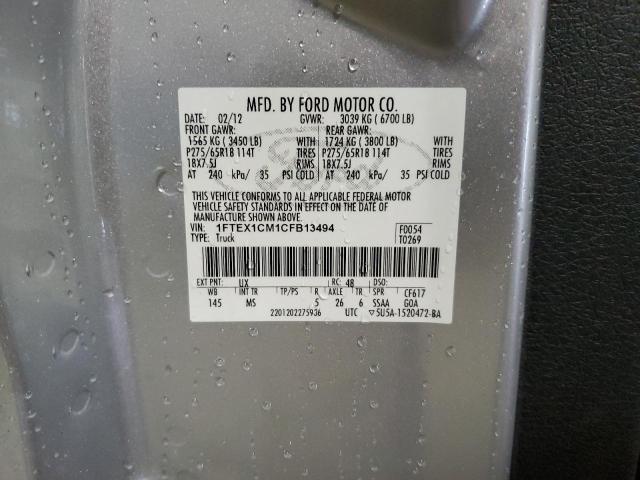 MFD. BY FORD MOTOR CO.
DATE: 02/12 GVWR: 3039 KG ( 6700 LB)
FRONT GAWR: REAR GAWR:
1565 KG ( 3450 LB) WITH 1724 KG ( 3800 LB) WITH
P275/65R18 114T TIRES P275/65R18 114T TIRES
18X7.5J RIMS 18X7.5J RIMS
AT 240 kPa/ 35 PSI COLD AT 240 kPa/ 35 PSI COLD
THIS VEHICLE CONFORMS TO ALL APPLICABLE FEDERAL MOTOR
VEHICLE SAFETY STANDARDS IN EFFECT ON THE DATE OF
MANUFACTURE SHOWN ABOVE.
VIN: 1FTEX1CM1CFB13494 F0054
TYPE: Truck T0269
EXT PNT: UX RC: 48 DSO:
WB INT TR TP/PS R AXLE TR SPR CF617
145 MS 5 26 6 SSAA GOA
2201202275936 UTC ▽5U5A-1520472-BA
Ford